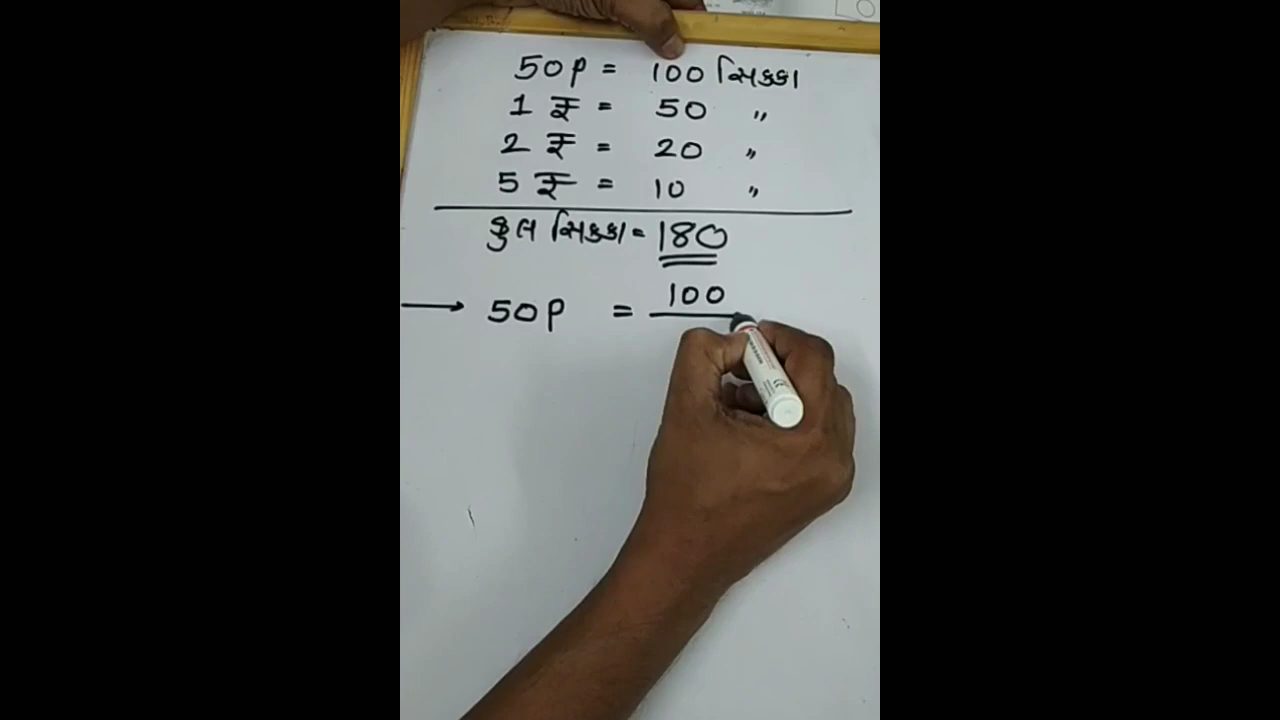 50P = 100 સિક્કા
1 ₹ = 50 "
2 ₹ = 20 "
5 ₹ = 10 "
કુલ સિક્કા = 180
→ 50P = 100